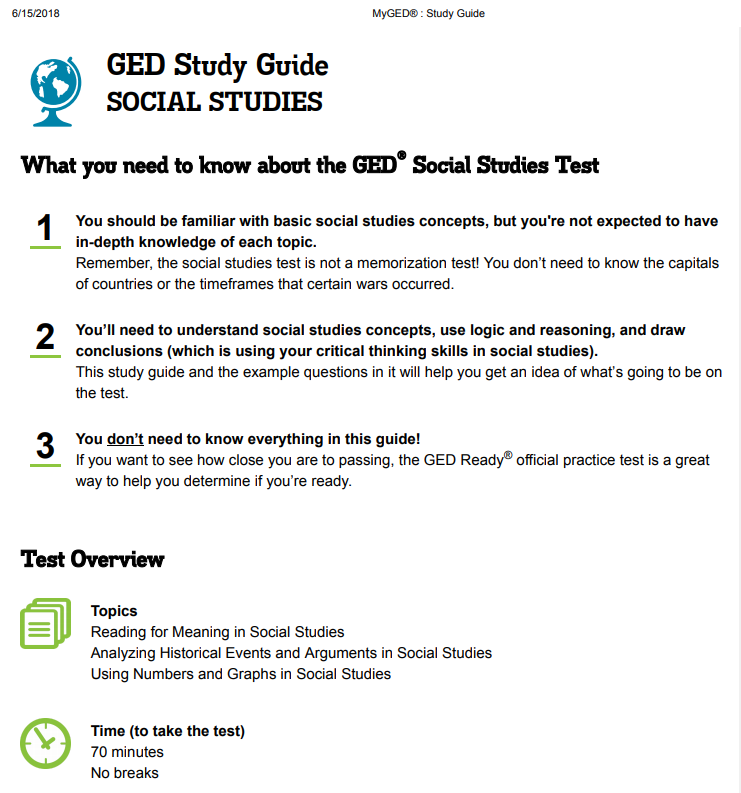 6/15/2018 MyGED® : Study Guide
GED Study Guide
SOCIAL STUDIES
What you need to know about the GED® Social Studies Test
1
You should be familiar with basic social studies concepts, but you're not expected to have
in-depth knowledge of each topic.
Remember, the social studies test is not a memorization test! You don’t need to know the capitals
of countries or the timeframes that certain wars occurred.
2
You’ll need to understand social studies concepts, use logic and reasoning, and draw
conclusions (which is using your critical thinking skills in social studies).
This study guide and the example questions in it will help you get an idea of what’s going to be on
the test.
3
You don’t need to know everything in this guide!
If you want to see how close you are to passing, the GED Ready® official practice test is a great
way to help you determine if you’re ready.
Test Overview
Topics
Reading for Meaning in Social Studies
Analyzing Historical Events and Arguments in Social Studies
Using Numbers and Graphs in Social Studies
Time (to take the test)
70 minutes
No breaks